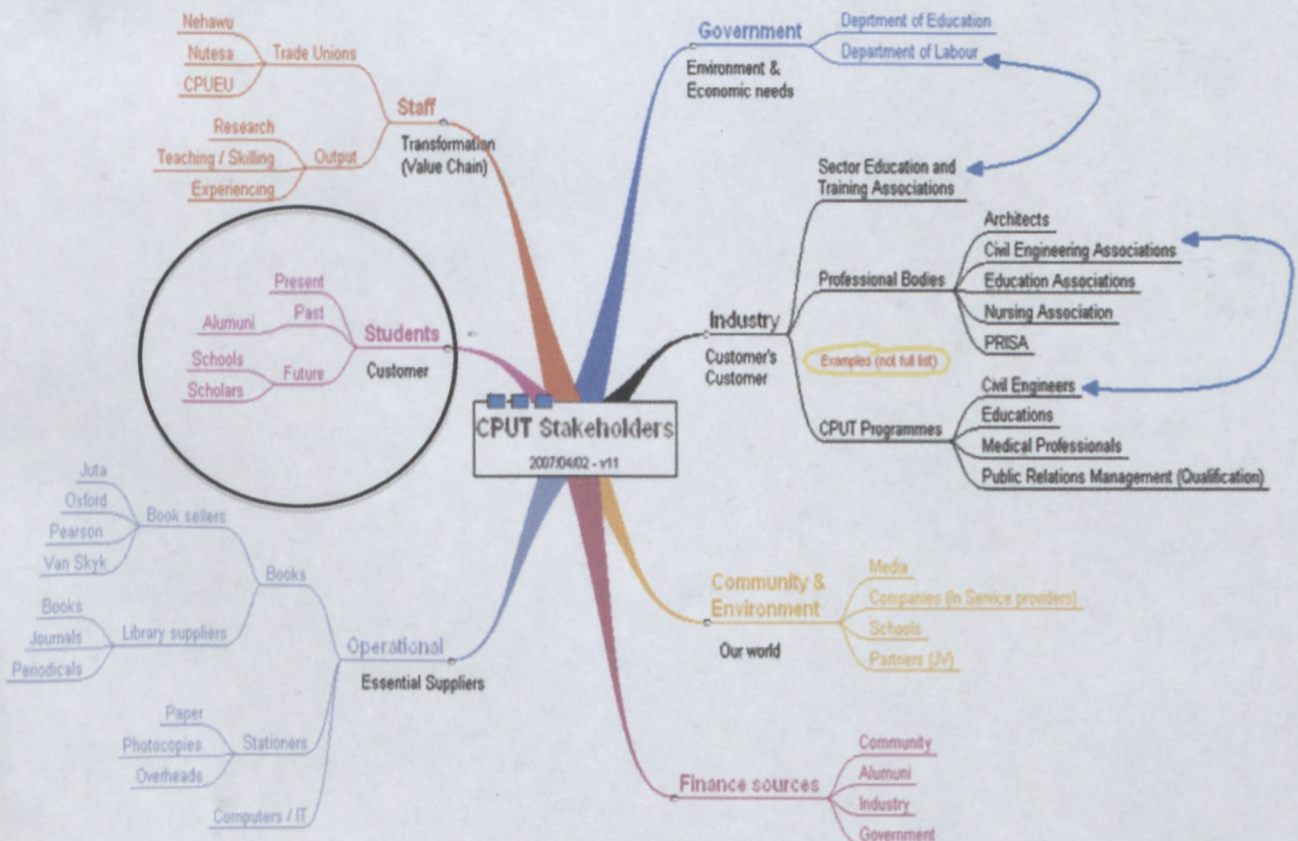 Nehawu
Nutesa
CPUEU
Trade Unions
Research
Teaching / Skilling
Experiencing
Output
Staff
Transformation
(Value Chain)
Present
Past
Alumuni
Schools
Scholars
Future
Students
Customer
Juta
Oxford
Pearson
Van Skyk
Book sellers
Books
Journals
Periodicals
Library suppliers
Books
Paper
Photocopies
Overheads
Stationers
Computers / IT
Operational
Essential Suppliers
CPUT Stakeholders
2007/04/02 - v11
Government
Environment &
Economic needs
Deprtment of Education
Department of Labour
Industry
Customer's
Customer
Sector Education and
Training Associations
Professional Bodies
Architects
Civil Engineering Associations
Education Associations
Nursing Association
PRISA
Examples (not full list)
CPUT Programmes
Civil Engineers
Educations
Medical Professionals
Public Relations Management (Qualification)
Community &
Environment
Our world
Media
Companies (In Service providers)
Schools
Partners (JV)
Finance sources
Community
Alumuni
Industry
Government